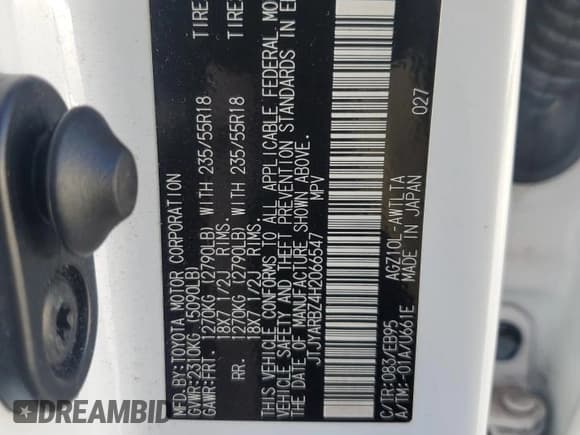 MFD.BY:TOYOTA MOTOR CORPORATION
GVWR:2310KG (5090LB)
GAWR:FRT. 1270KG (2790LB) WITH 235/55R18 TIRE
18X7 1/2J RIMS.
RR. 1270KG (2790LB) WITH 235/55R18 TIRE
18X7 1/2J RIMS.
THIS VEHICLE CONFORMS TO ALL APPLICABLE FEDERAL MO
VEHICLE SAFETY AND THEFT PREVENTION STANDARDS IN E
THE DATE OF MANUFACTURE SHOWN ABOVE.
JTJYARBZ4H2066547 MPV
027
C/TR:083/EB25 AGZ10L-AWTLTA
A/TM:-01A/U661E MADE IN JAPAN
DREAMBID